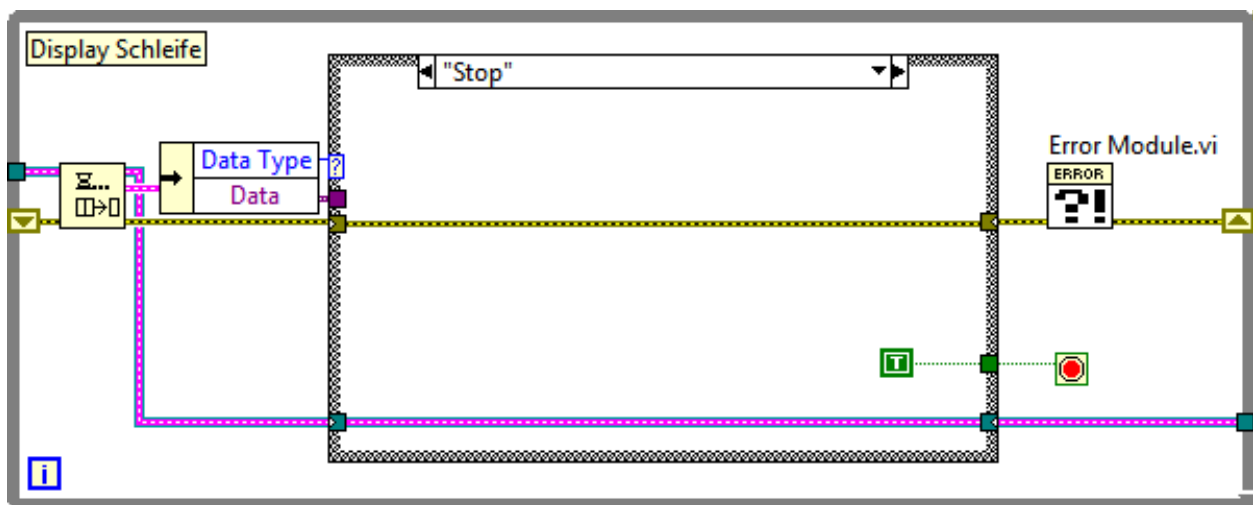 Display Schleife
"Stop"
Data Type
?
Data
Error Module.vi
ERROR
?!
T
i